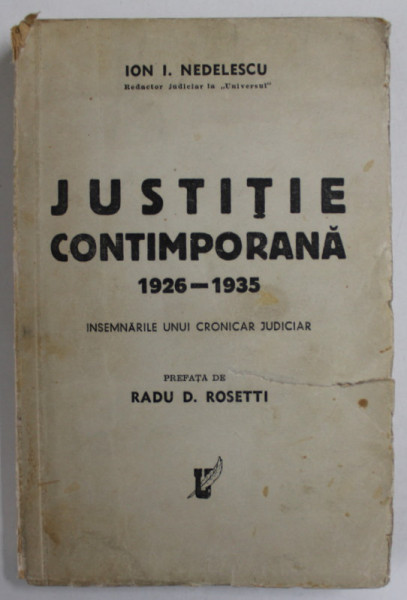 ION I. NEDELESCU
Redactor judiciar la „Universul"
JUSTIŢIE
CONTIMPORANĂ
1926—1935
INSEMNĂRILE UNUI CRONICAR JUDICIAR
PREFAŢA DE
RADU D. ROSETTI
U